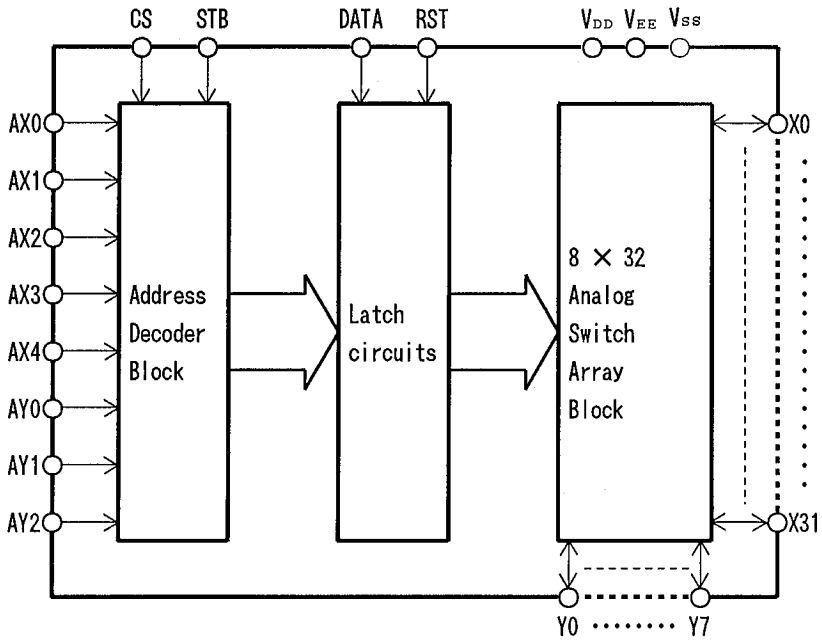 CS STB DATA RST VDD VEE VSS
AX0
AX1
AX2
AX3
AX4
AY0
AY1
AY2
Address
Decoder
Block
Latch
circuits
8 × 32
Analog
Switch
Array
Block
X0
X31
Y0 Y7